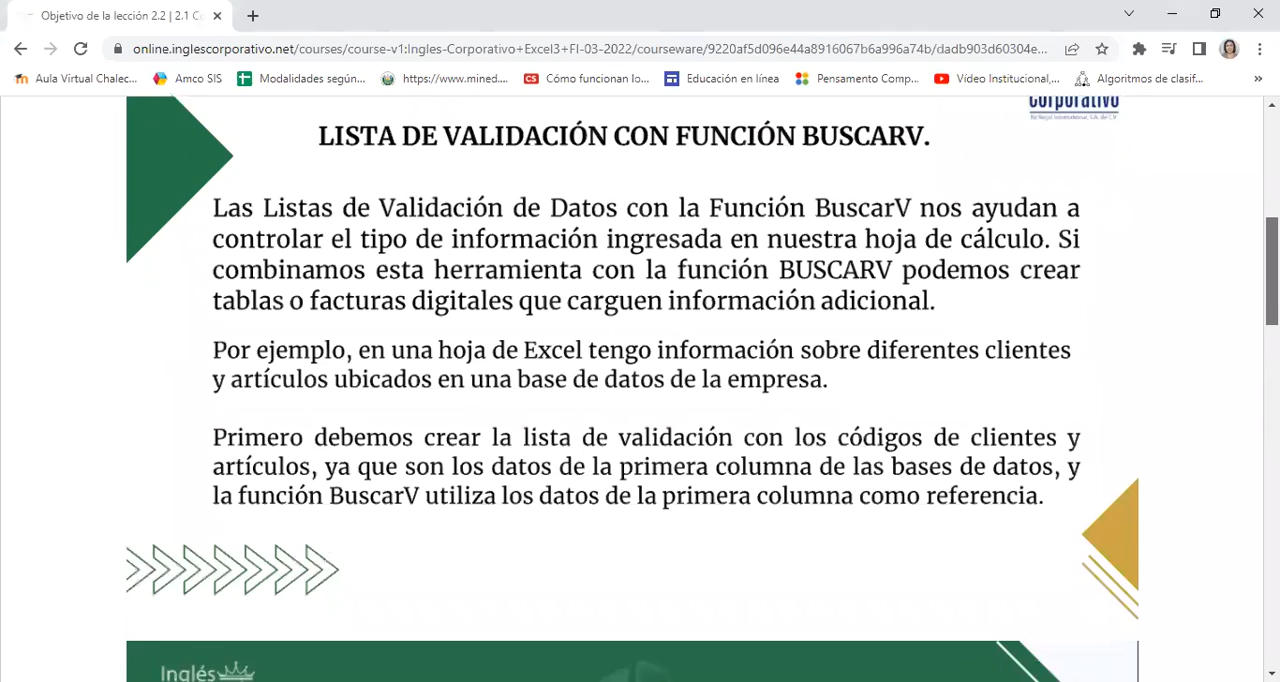 Objetivo de la lección 2.2 | 2.1 Co
online.inglescorporativo.net/courses/course-v1:Ingles-Corporativo+Excel3+FI-03-2022/courseware/9220af5d096e44a8916067b6a996a74b/dadb903d60304e...
Aula Virtual Chalec... Amco SIS Modalidades según... https://www.mined.... CS Cómo funcionan lo... Educación en línea Pensamento Comp... Vídeo Institucional,... Algoritmos de clasif... »
corporativo
LISTA DE VALIDACIÓN CON FUNCIÓN BUSCARV.
Las Listas de Validación de Datos con la Función BuscarV nos ayudan a
controlar el tipo de información ingresada en nuestra hoja de cálculo. Si
combinamos esta herramienta con la función BUSCARV podemos crear
tablas o facturas digitales que carguen información adicional.
Por ejemplo, en una hoja de Excel tengo información sobre diferentes clientes
y artículos ubicados en una base de datos de la empresa.
Primero debemos crear la lista de validación con los códigos de clientes y
artículos, ya que son los datos de la primera columna de las bases de datos, y
la función BuscarV utiliza los datos de la primera columna como referencia.
Inglés